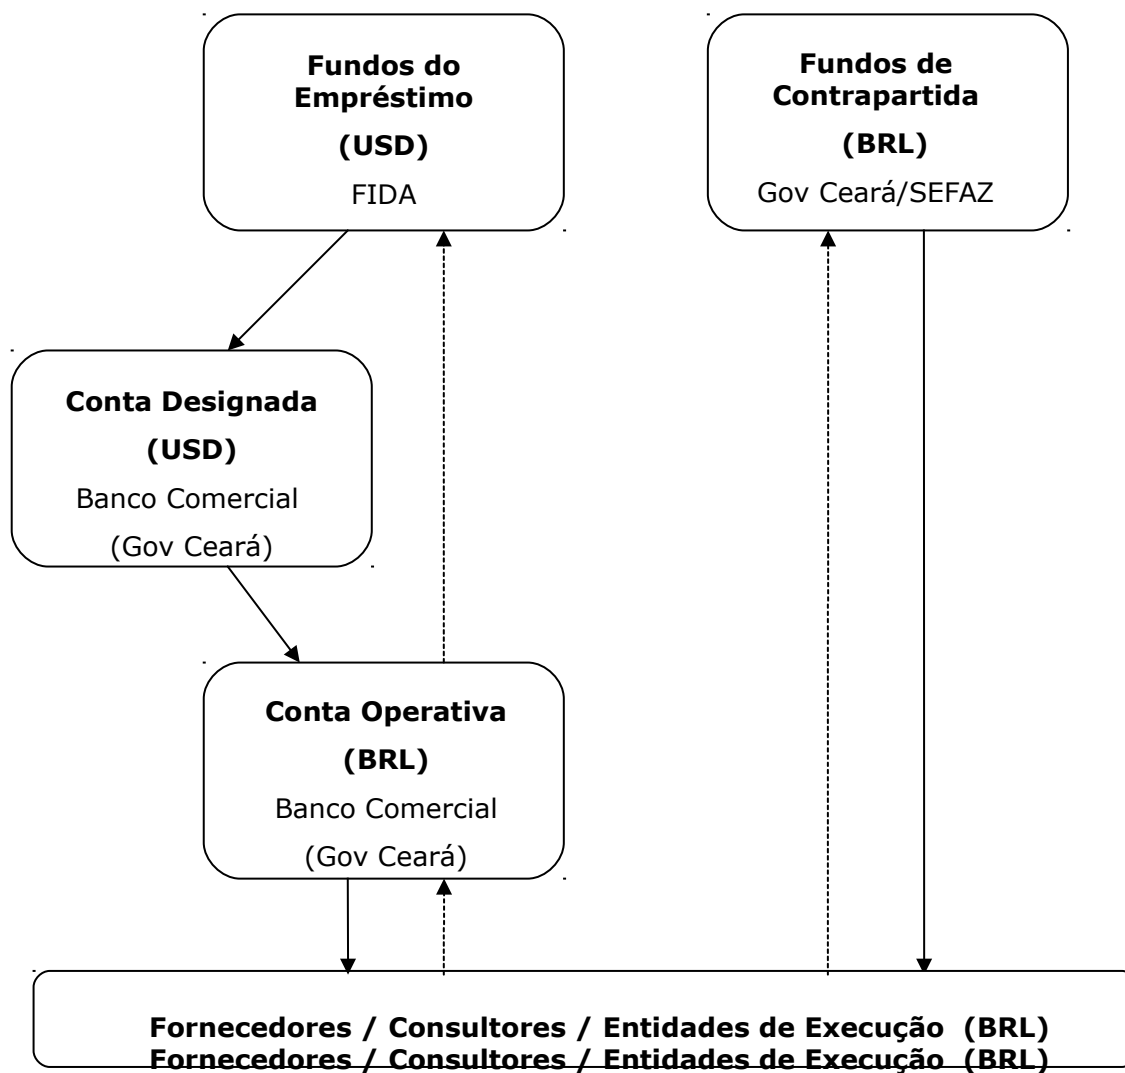 Fundos do
Empréstimo
(USD)
FIDA
Fundos de
Contrapartida
(BRL)
Gov Ceará/SEFAZ
Conta Designada
(USD)
Banco Comercial
(Gov Ceará)
Conta Operativa
(BRL)
Banco Comercial
(Gov Ceará)
Fornecedores / Consultores / Entidades de Execução (BRL)
Fornecedores / Consultores / Entidades de Execução (BRL)